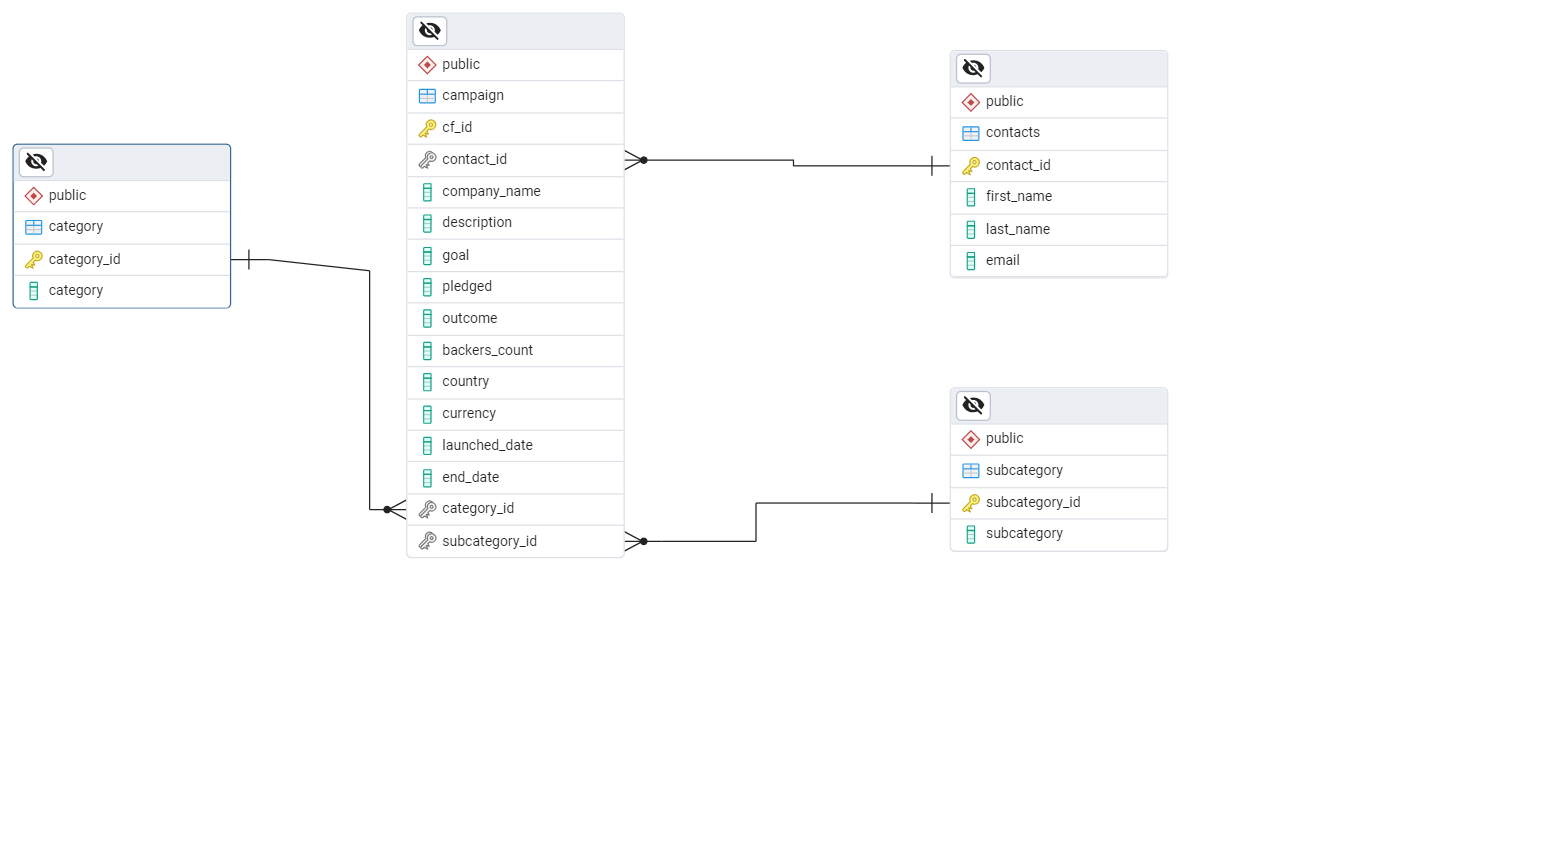 public
category
category_id
category
public
campaign
cf_id
contact_id
company_name
description
goal
pledged
outcome
backers_count
country
currency
launched_date
end_date
category_id
subcategory_id
public
contacts
contact_id
first_name
last_name
email
public
subcategory
subcategory_id
subcategory